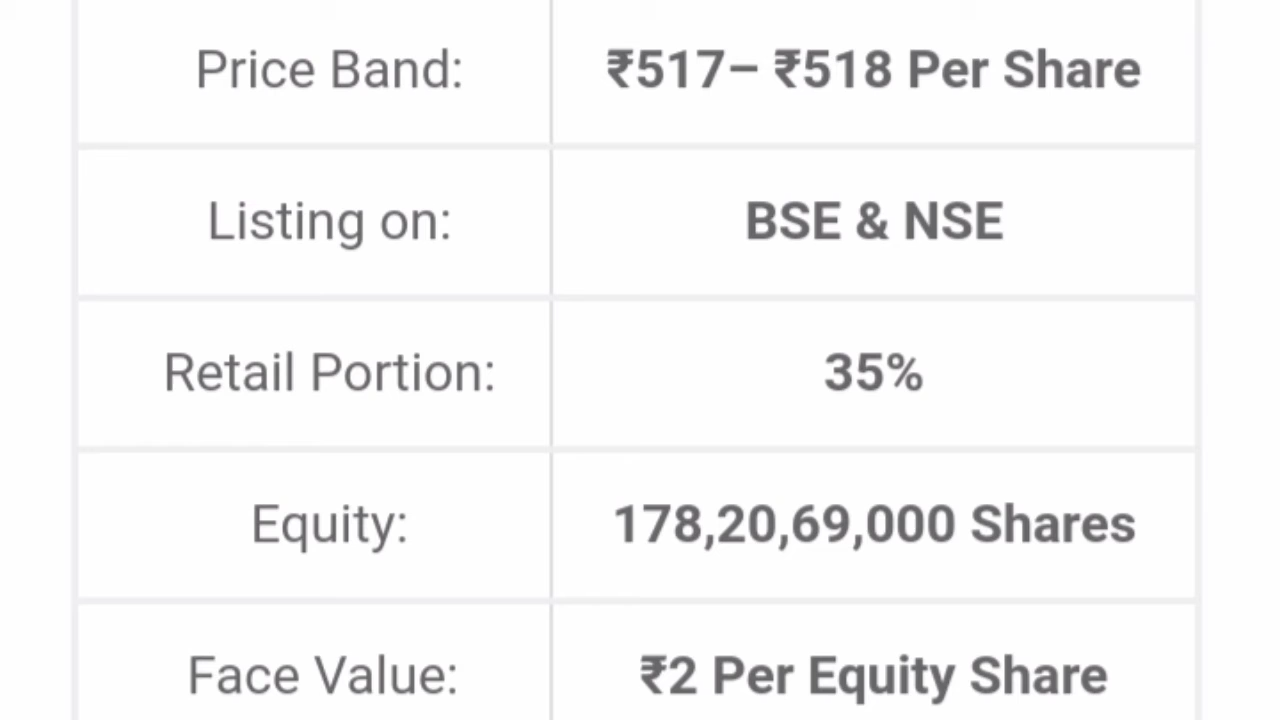 Price Band: ₹517– ₹518 Per Share
Listing on: BSE & NSE
Retail Portion: 35%
Equity: 178,20,69,000 Shares
Face Value: ₹2 Per Equity Share